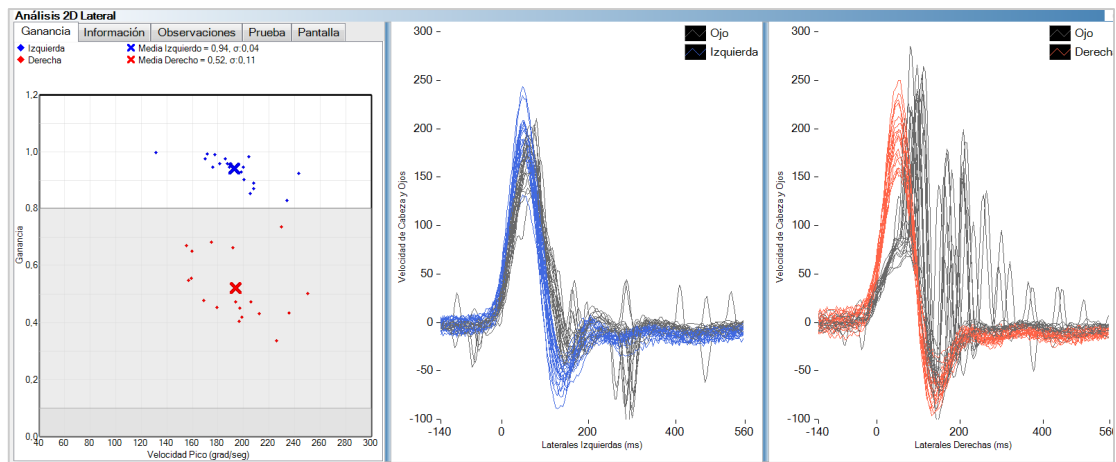 Análisis 2D Lateral
Ganancia Información Observaciones Prueba Pantalla
Izquierda Media Izquierdo = 0,94, σ:0,04
Derecha Media Derecho = 0,52, σ:0,11
1,2
1,0
0,8
0,6
0,4
0,2
0,0
Ganancia
40 60 80 100 120 140 160 180 200 220 240 260 280 300
Velocidad Pico (grad/seg)
Ojo
Izquierda
300
250
200
150
100
50
0
-50
-100
Velocidad de Cabeza y Ojos
-140 0 200 400 560
Laterales Izquierdas (ms)
Ojo
Derecha
300
250
200
150
100
50
0
-50
-100
Velocidad de Cabeza y Ojos
-140 0 200 400 560
Laterales Derechas (ms)